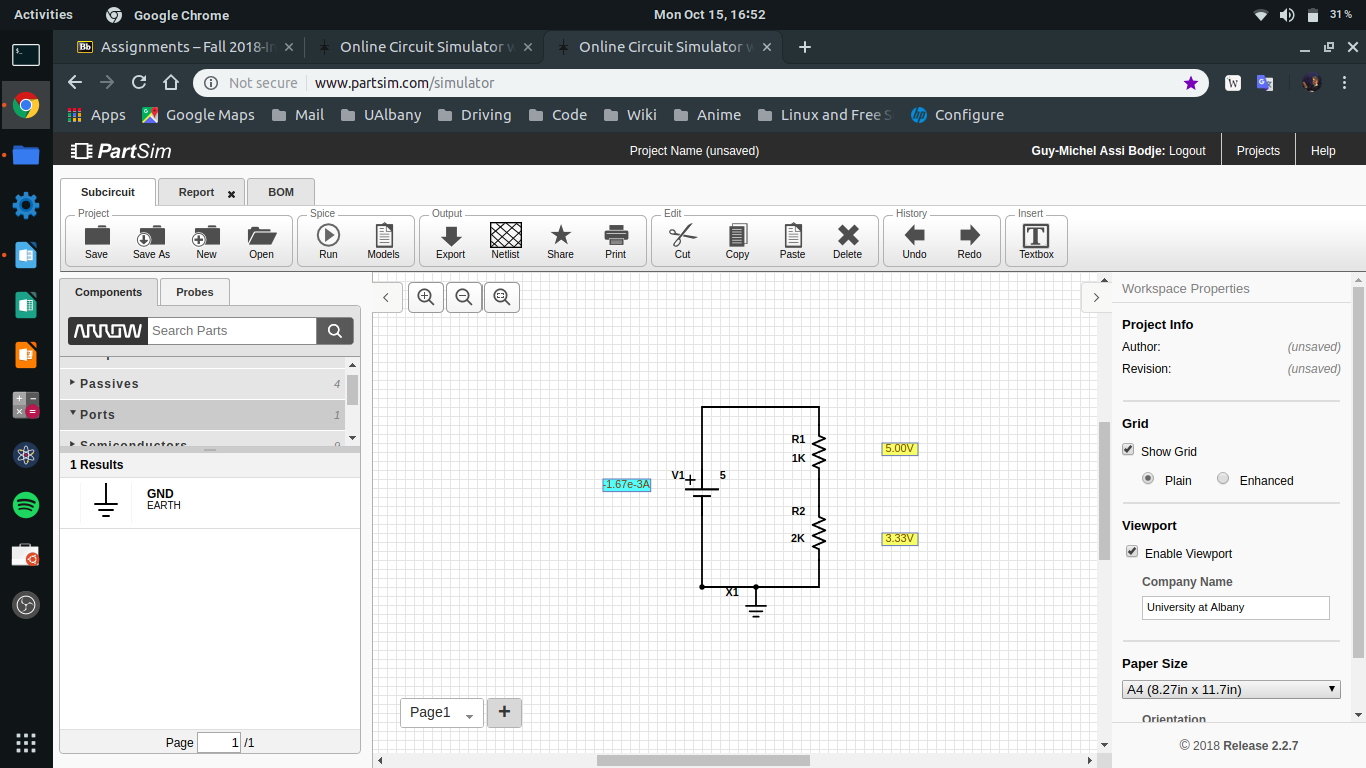 Activities
Google Chrome
Mon Oct 15, 16:52
31 %
Bb Assignments – Fall 2018-I
Online Circuit Simulator
Online Circuit Simulator
Not secure www.partsim.com/simulator
W
Apps Google Maps Mail UAlbany Driving Code Wiki Anime Linux and Free S Configure
PartSim
Project Name (unsaved)
Guy-Michel Assi Bodje: Logout Projects Help
Subcircuit Report BOM
Project Spice Output Edit History Insert
Save Save As New Open Run Models Export Netlist Share Print Cut Copy Paste Delete Undo Redo Textbox
Components Probes
ARROW Search Parts
Passives 4
Ports 1
Semiconductors 9
1 Results
GND
EARTH
Page 1 /1
R1
1K
5.00V
V1 + 5
-1.67e-3A
R2
2K
3.33V
X1
Page1 +
Workspace Properties
Project Info
Author: (unsaved)
Revision: (unsaved)
Grid
Show Grid
Plain Enhanced
Viewport
Enable Viewport
Company Name
University at Albany
Paper Size
A4 (8.27in x 11.7in)
Orientation
© 2018 Release 2.2.7